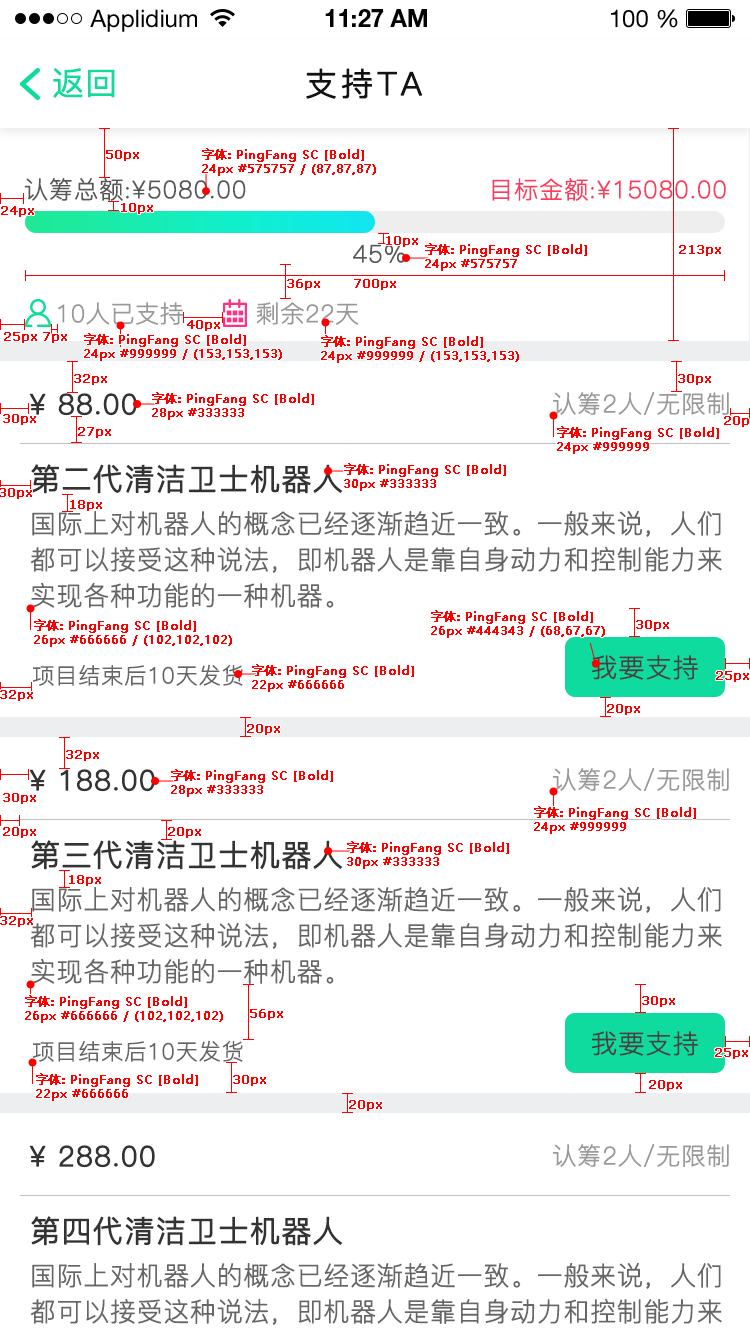 Applidium 11:27 AM 100 %
返回 支持TA
50px 字体: PingFang SC [Bold]
24px #575757 / (87,87,87)
认筹总额:¥5080.00 目标金额:¥15080.00
24px 10px
10px 字体: PingFang SC [Bold] 213px
45% 24px #575757
36px 700px
10人已支持 40px 剩余22天
25px 7px 字体: PingFang SC [Bold] 字体: PingFang SC [Bold]
24px #999999 / (153,153,153) 24px #999999 / (153,153,153)
32px 30px
¥ 88.00 字体: PingFang SC [Bold] 认筹2人/无限制
30px 28px #333333 20p
27px 字体: PingFang SC [Bold]
24px #999999
第二代清洁卫士机器人 字体: PingFang SC [Bold]
30px 30px #333333
18px
国际上对机器人的概念已经逐渐趋近一致。一般来说，人们
都可以接受这种说法，即机器人是靠自身动力和控制能力来
实现各种功能的一种机器。
字体: PingFang SC [Bold] 字体: PingFang SC [Bold] 30px
26px #666666 / (102,102,102) 26px #444343 / (68,67,67)
项目结束后10天发货 字体: PingFang SC [Bold] 我要支持 25px
32px 22px #666666
20px
20px
32px
¥ 188.00 字体: PingFang SC [Bold] 认筹2人/无限制
30px 28px #333333
字体: PingFang SC [Bold]
20px 20px 24px #999999
第三代清洁卫士机器人 字体: PingFang SC [Bold]
30px #333333
18px
国际上对机器人的概念已经逐渐趋近一致。一般来说，人们
32px
都可以接受这种说法，即机器人是靠自身动力和控制能力来
实现各种功能的一种机器。
字体: PingFang SC [Bold] 30px
26px #666666 / (102,102,102) 56px
项目结束后10天发货 我要支持 25px
字体: PingFang SC [Bold] 30px 20px
22px #666666
20px
¥ 288.00 认筹2人/无限制
第四代清洁卫士机器人
国际上对机器人的概念已经逐渐趋近一致。一般来说，人们
都可以接受这种说法，即机器人是靠自身动力和控制能力来